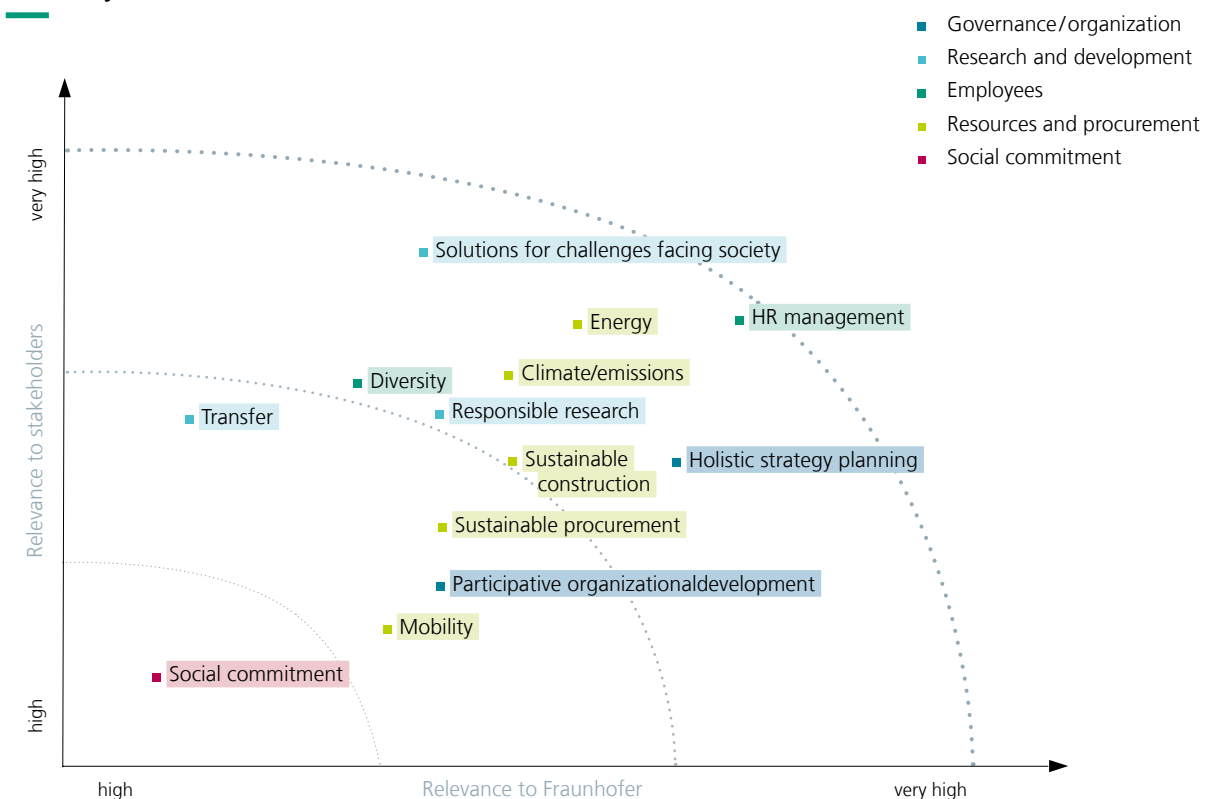 Governance/organization
Research and development
Employees
Resources and procurement
Social commitment
very high
Relevance to stakeholders
high
Solutions for challenges facing society
Energy
HR management
Climate/emissions
Diversity
Responsible research
Transfer
Sustainable
construction
Holistic strategy planning
Sustainable procurement
Participative organizationaldevelopment
Mobility
Social commitment
high
Relevance to Fraunhofer
very high